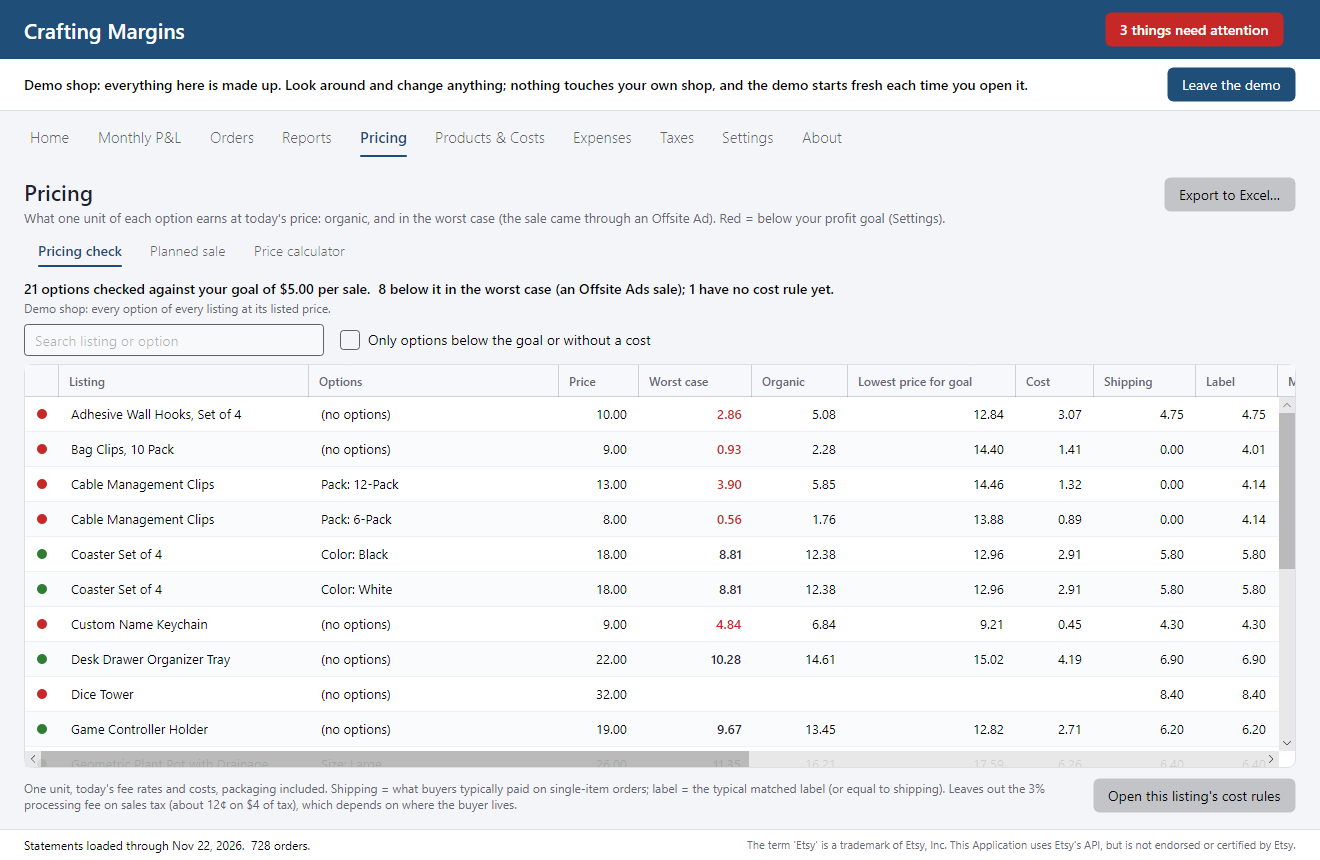 Crafting Margins
3 things need attention
Demo shop: everything here is made up. Look around and change anything; nothing touches your own shop, and the demo starts fresh each time you open it.
Leave the demo
Home Monthly P&L Orders Reports Pricing Products & Costs Expenses Taxes Settings About
Pricing
Export to Excel...
What one unit of each option earns at today's price: organic, and in the worst case (the sale came through an Offsite Ad). Red = below your profit goal (Settings).
Pricing check Planned sale Price calculator
21 options checked against your goal of $5.00 per sale. 8 below it in the worst case (an Offsite Ads sale); 1 have no cost rule yet.
Demo shop: every option of every listing at its listed price.
Search listing or option
Only options below the goal or without a cost
Listing Options Price Worst case Organic Lowest price for goal Cost Shipping Label
Adhesive Wall Hooks, Set of 4 (no options) 10.00 2.86 5.08 12.84 3.07 4.75 4.75
Bag Clips, 10 Pack (no options) 9.00 0.93 2.28 14.40 1.41 0.00 4.01
Cable Management Clips Pack: 12-Pack 13.00 3.90 5.85 14.46 1.32 0.00 4.14
Cable Management Clips Pack: 6-Pack 8.00 0.56 1.76 13.88 0.89 0.00 4.14
Coaster Set of 4 Color: Black 18.00 8.81 12.38 12.96 2.91 5.80 5.80
Coaster Set of 4 Color: White 18.00 8.81 12.38 12.96 2.91 5.80 5.80
Custom Name Keychain (no options) 9.00 4.84 6.84 9.21 0.45 4.30 4.30
Desk Drawer Organizer Tray (no options) 22.00 10.28 14.61 15.02 4.19 6.90 6.90
Dice Tower (no options) 32.00 8.40 8.40
Game Controller Holder (no options) 19.00 9.67 13.45 12.82 2.71 6.20 6.20
Geometric Plant Pot with Drainage Size: Large 26.00 11.35 16.21 17.59 6.26 6.40 6.40
One unit, today's fee rates and costs, packaging included. Shipping = what buyers typically paid on single-item orders; label = the typical matched label (or equal to shipping). Leaves out the 3%
processing fee on sales tax (about 12¢ on $4 of tax), which depends on where the buyer lives.
Open this listing's cost rules
Statements loaded through Nov 22, 2026. 728 orders.
The term 'Etsy' is a trademark of Etsy, Inc. This Application uses Etsy's API, but is not endorsed or certified by Etsy.